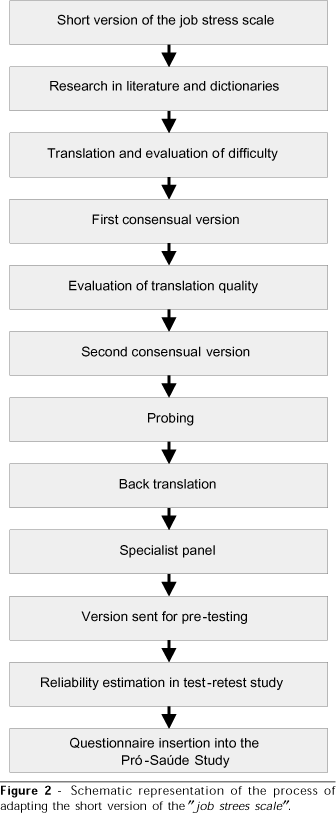 Short version of the job stress scale
Research in literature and dictionaries
Translation and evaluation of difficulty
First consensual version
Evaluation of translation quality
Second consensual version
Probing
Back translation
Specialist panel
Version sent for pre-testing
Reliability estimation in test-retest study
Questionnaire insertion into the
Pró-Saúde Study
Figure 2 - Schematic representation of the process of
adapting the short version of the "job strees scale".